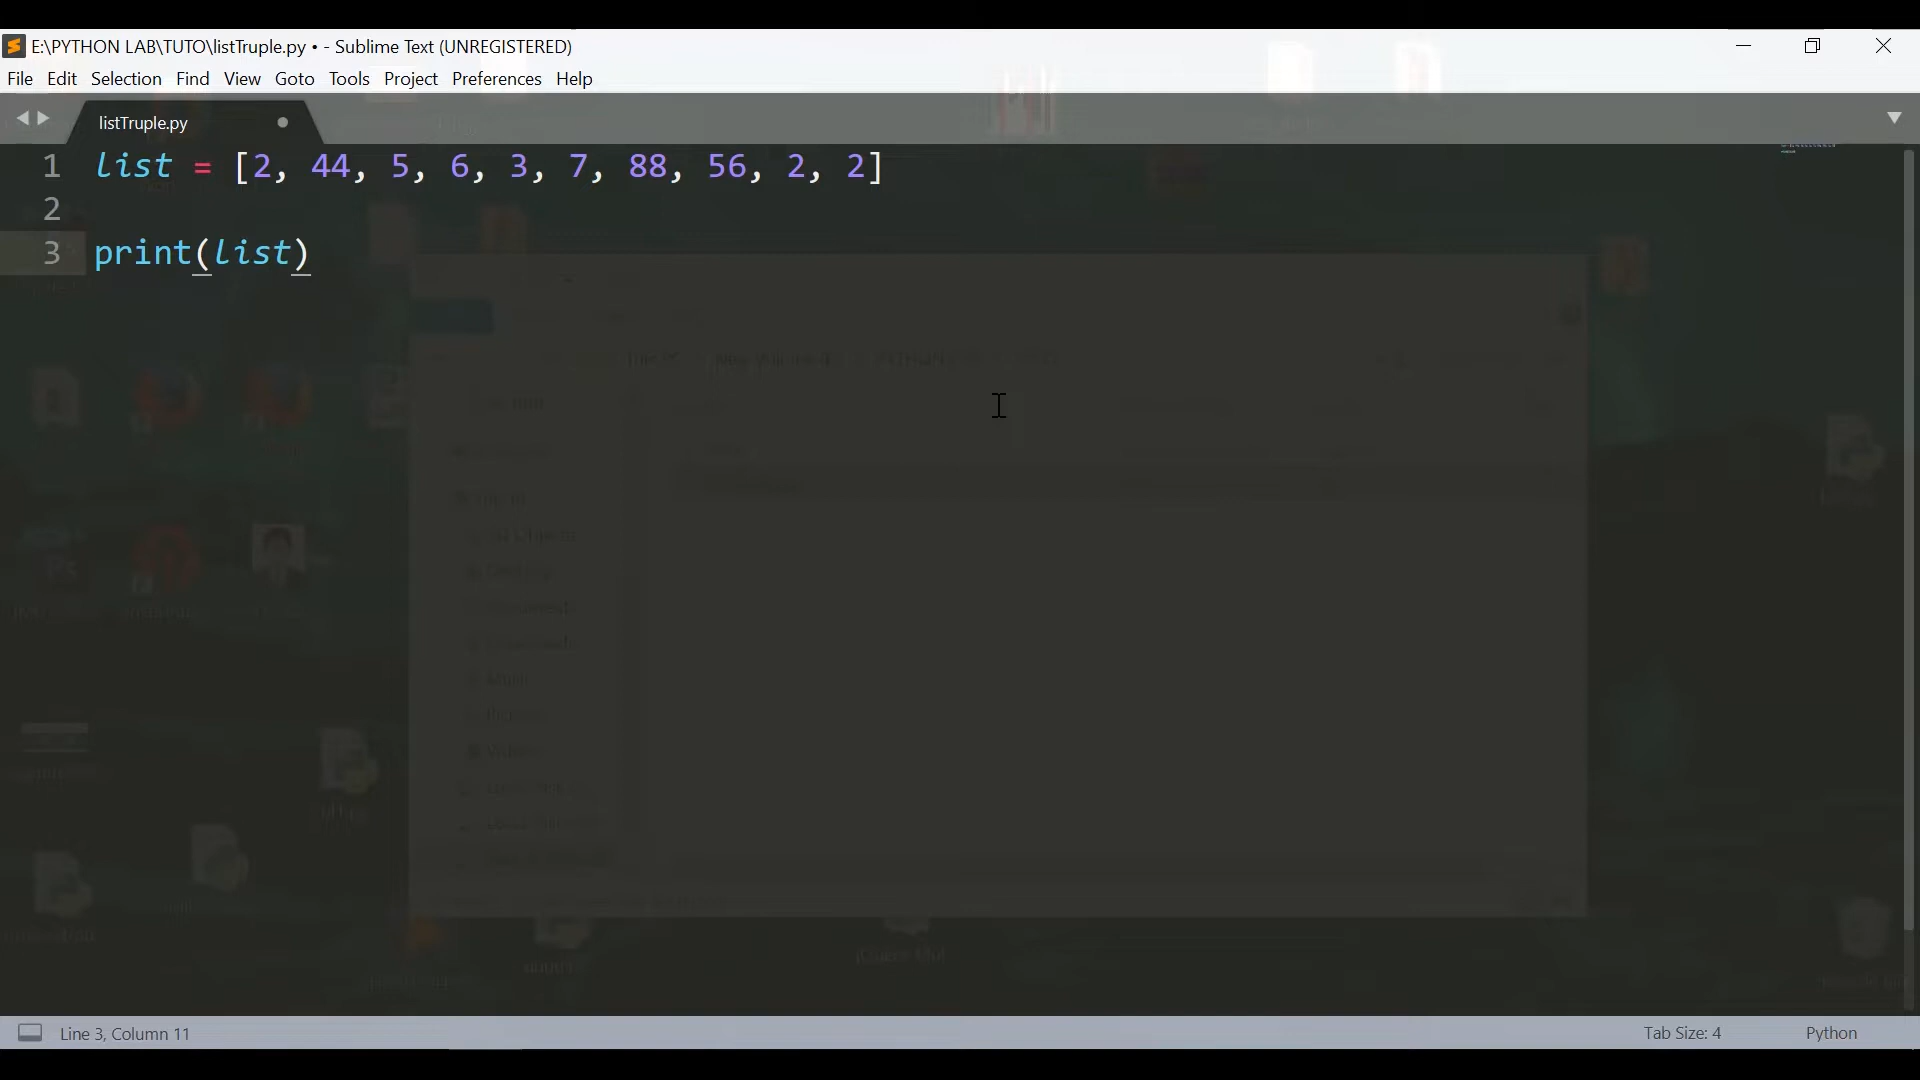 E:\PYTHON LAB\TUTO\listTruple.py • - Sublime Text (UNREGISTERED)
File Edit Selection Find View Goto Tools Project Preferences Help
listTruple.py
1 list = [2, 44, 5, 6, 3, 7, 88, 56, 2, 2]
2
3 print(list)
Line 3, Column 11
Tab Size: 4
Python